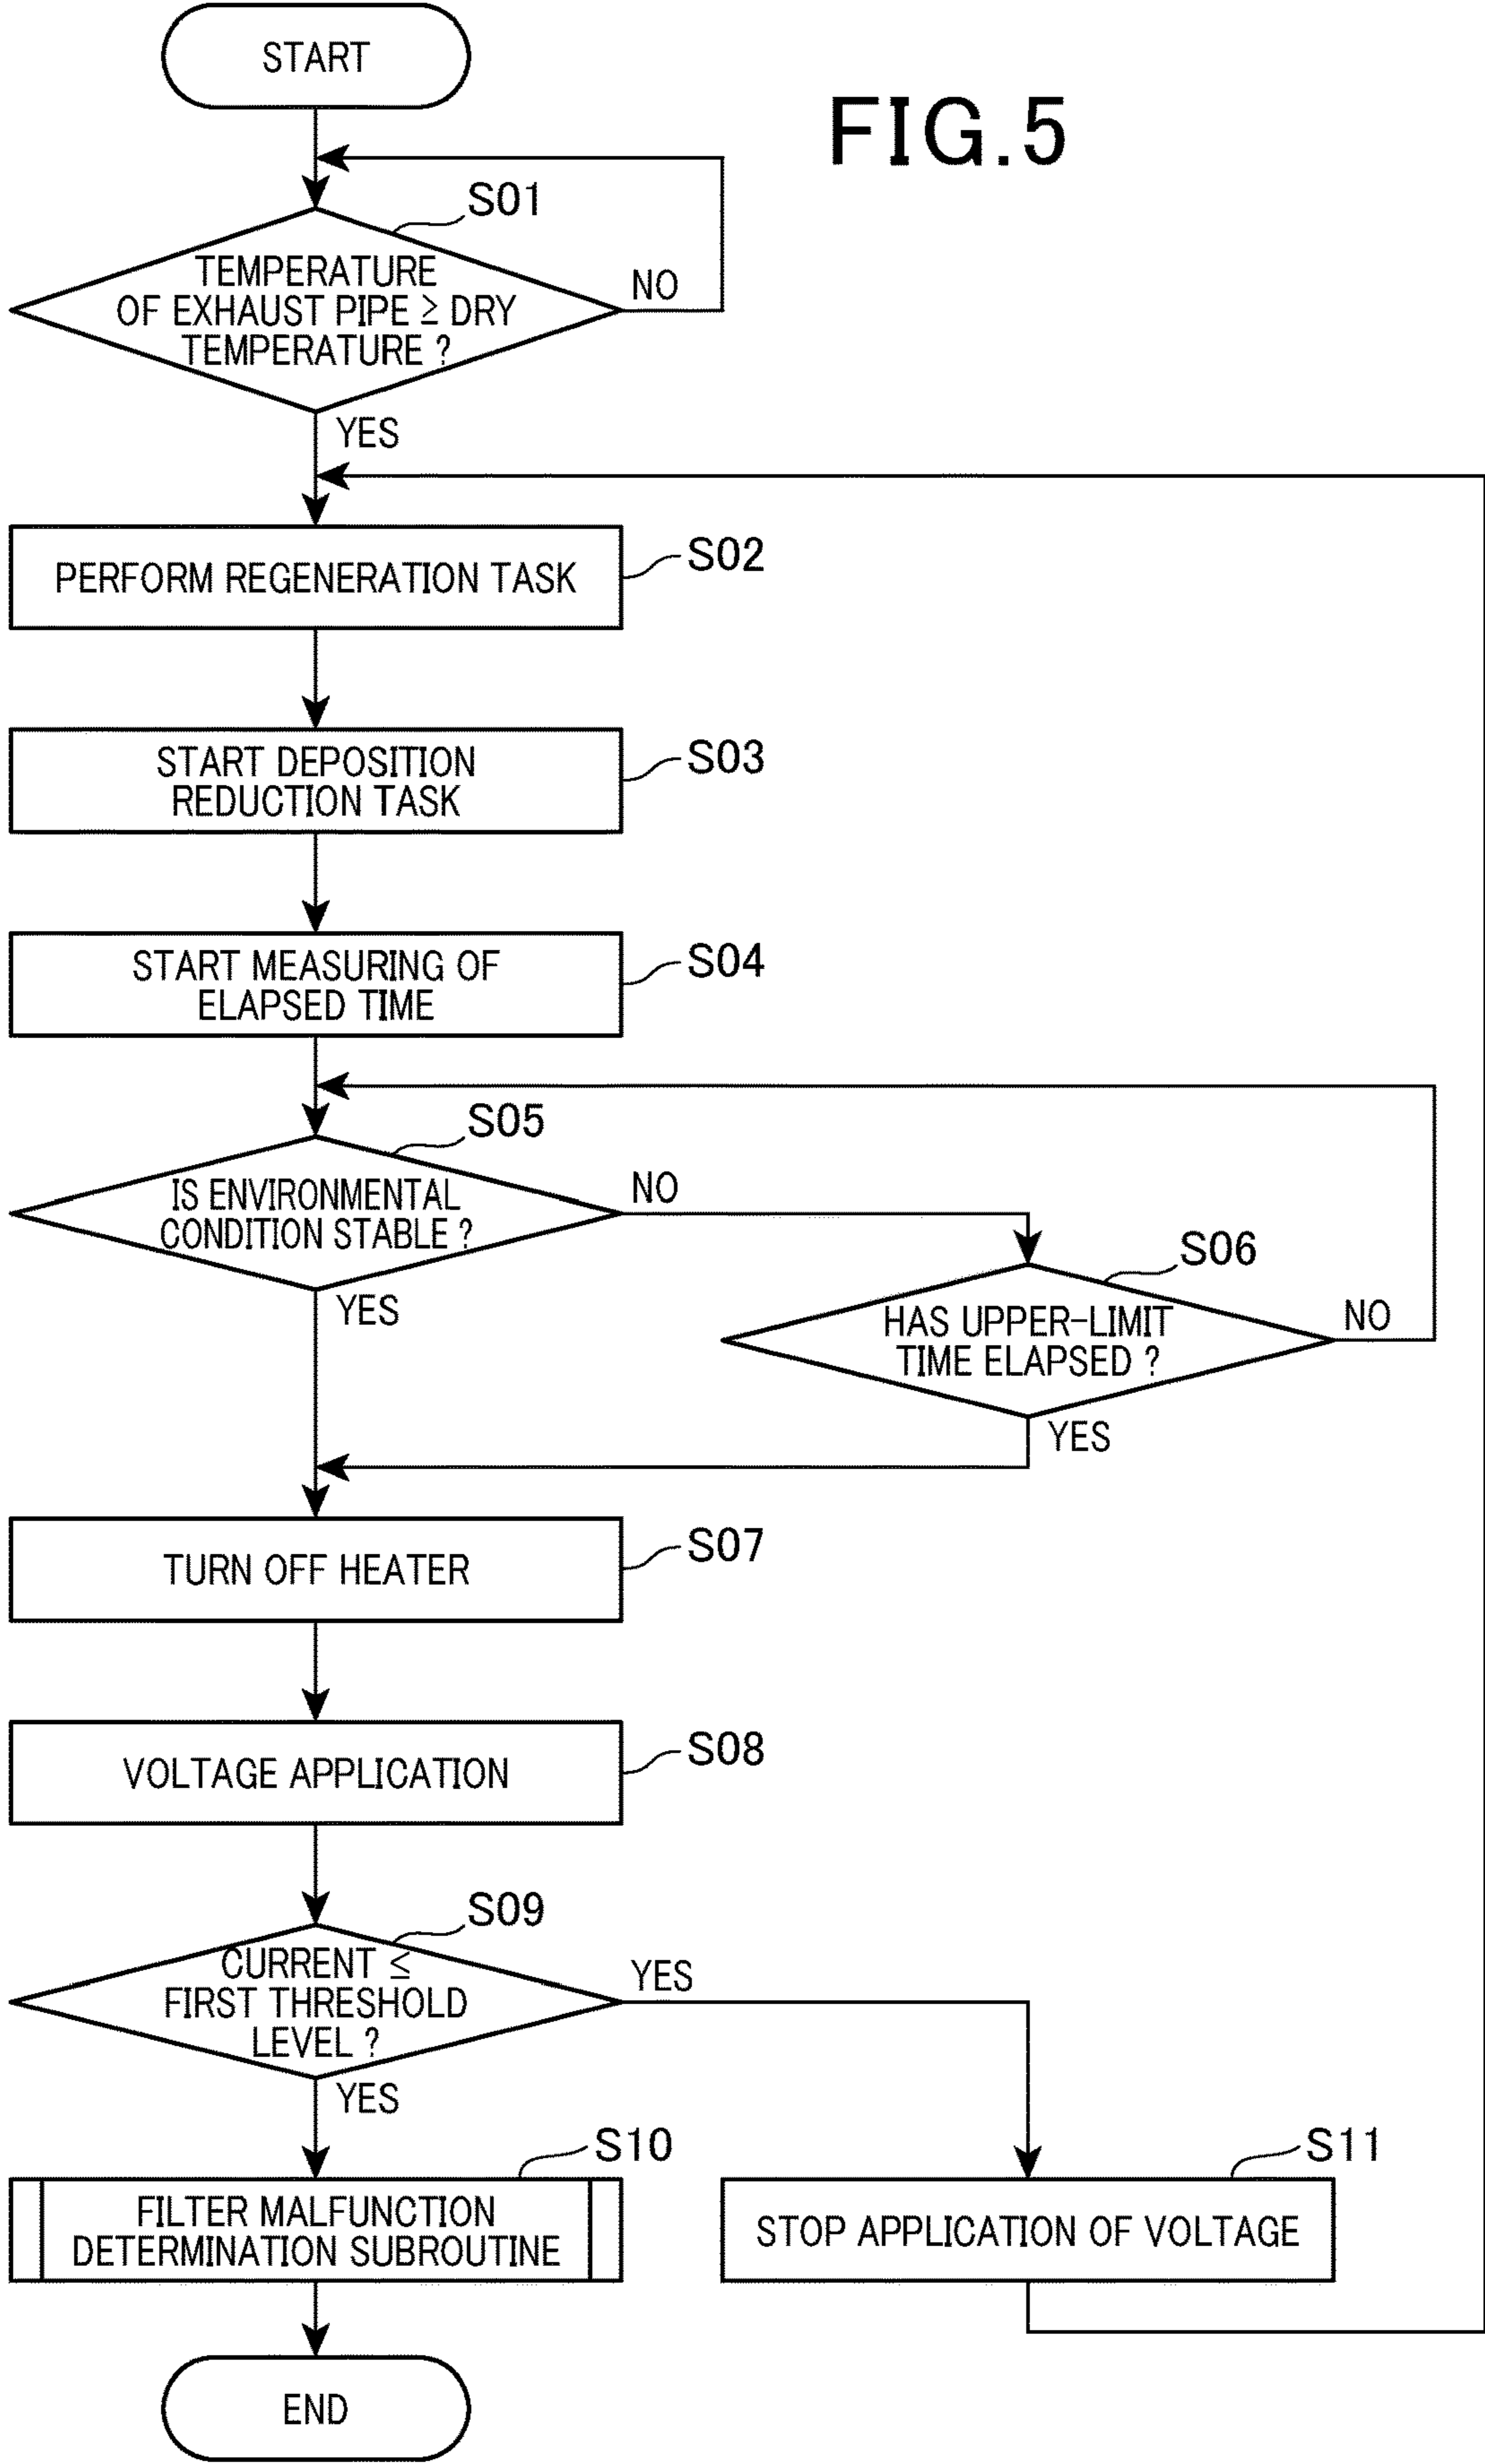 START
FIG.5
S01
TEMPERATURE
OF EXHAUST PIPE ≥ DRY
TEMPERATURE ?
NO
YES
PERFORM REGENERATION TASK
S02
START DEPOSITION
REDUCTION TASK
S03
START MEASURING OF
ELAPSED TIME
S04
S05
IS ENVIRONMENTAL
CONDITION STABLE ?
NO
YES
S06
HAS UPPER-LIMIT
TIME ELAPSED ?
NO
YES
TURN OFF HEATER
S07
VOLTAGE APPLICATION
S08
S09
CURRENT ≤
FIRST THRESHOLD
LEVEL ?
YES
YES
S10
FILTER MALFUNCTION
DETERMINATION SUBROUTINE
S11
STOP APPLICATION OF VOLTAGE
END